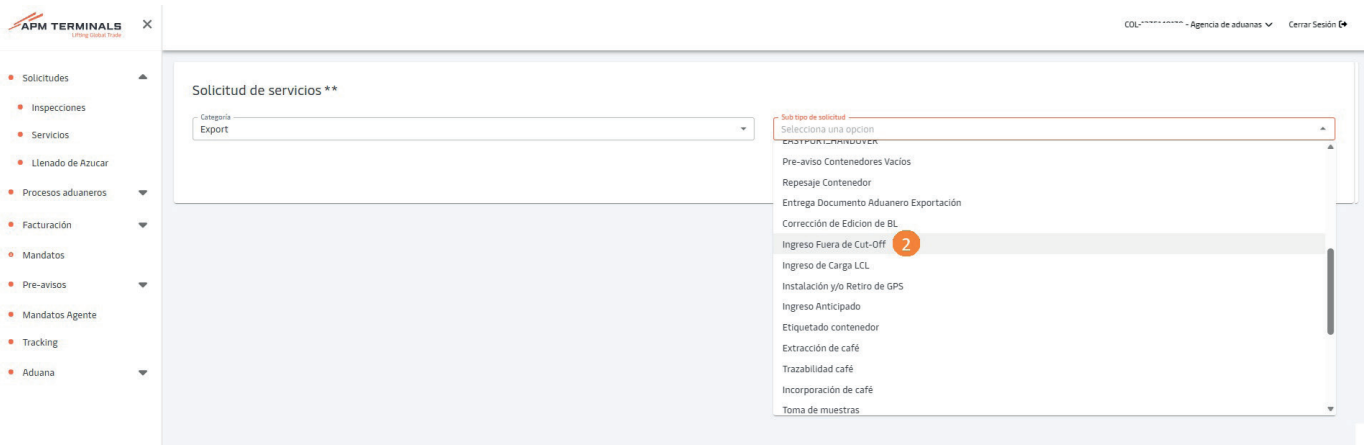 APM TERMINALS
Lifting Global Trade
COL- - Agencia de aduanas
Cerrar Sesión
Solicitudes
Inspecciones
Servicios
Llenado de Azucar
Procesos aduaneros
Facturación
Mandatos
Pre-avisos
Mandatos Agente
Tracking
Aduana
Solicitud de servicios **
Categoría
Export
Sub tipo de solicitud
Selecciona una opcion
EASYPORT_HANDOVER
Pre-aviso Contenedores Vacíos
Repesaje Contenedor
Entrega Documento Aduanero Exportación
Corrección de Edicion de BL
Ingreso Fuera de Cut-Off 2
Ingreso de Carga LCL
Instalación y/o Retiro de GPS
Ingreso Anticipado
Etiquetado contenedor
Extracción de café
Trazabilidad café
Incorporación de café
Toma de muestras